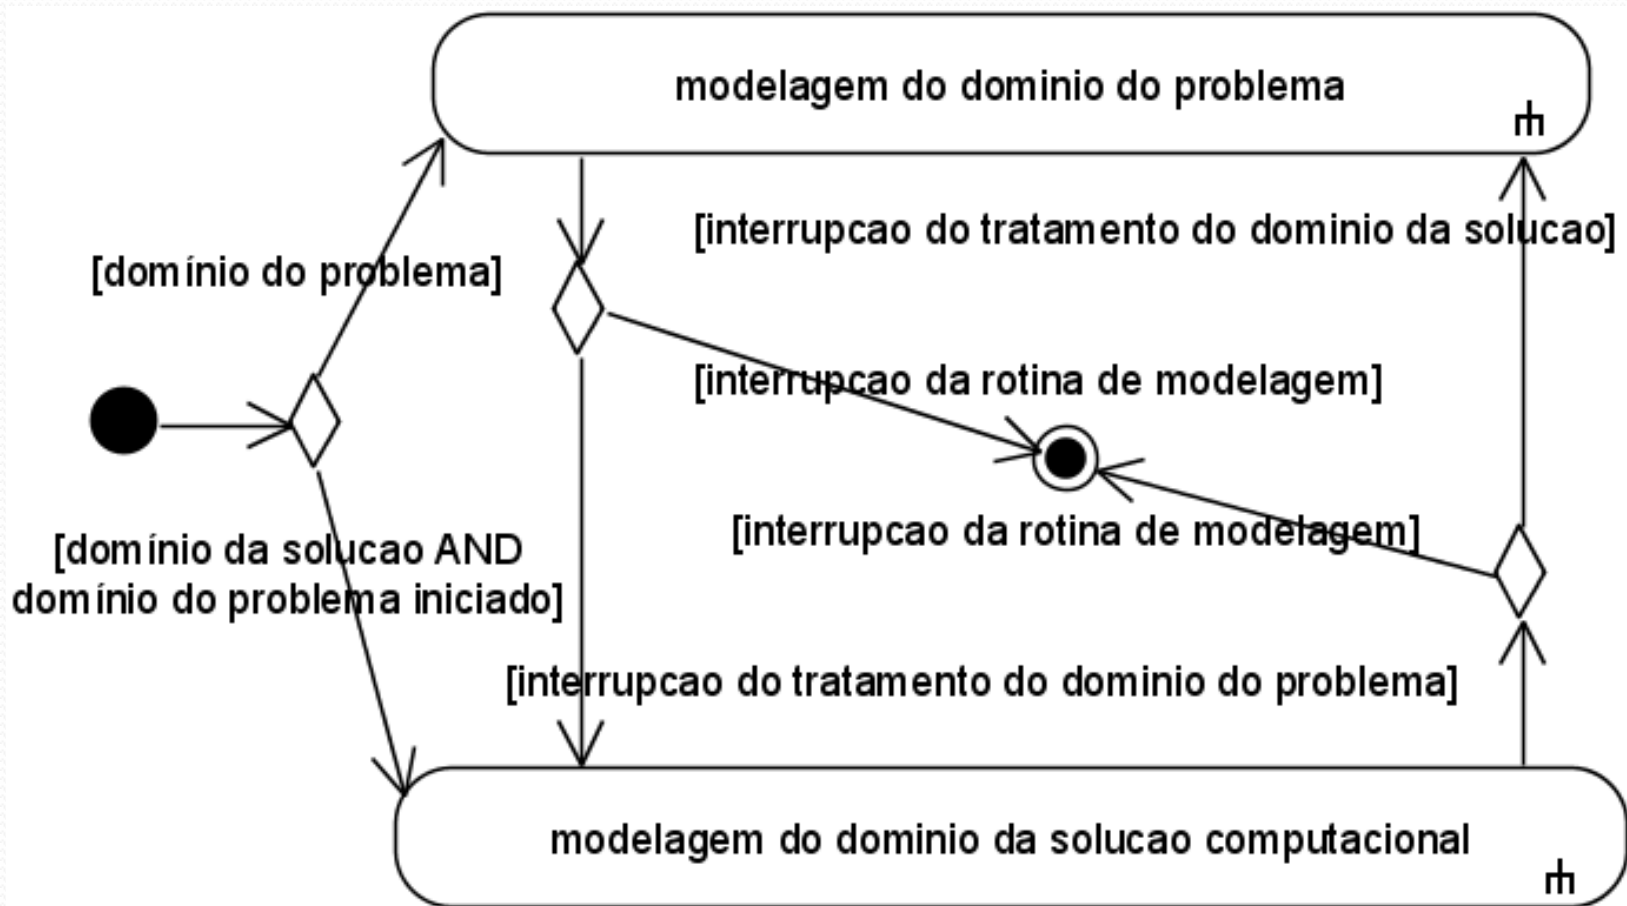 modelagem do dominio do problema
[interrupcao do tratamento do dominio da solucao]
[domínio do problema]
[interrupcao da rotina de modelagem]
[interrupcao da rotina de modelagem]
[domínio da solucao AND
domínio do problema iniciado]
[interrupcao do tratamento do dominio do problema]
modelagem do dominio da solucao computacional